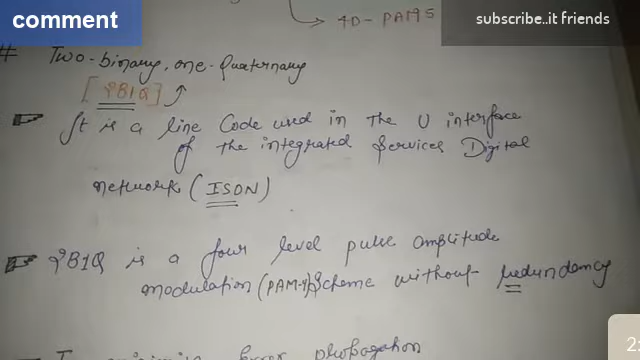 comment
subscribe..it friends
4D-PAM5
# Two-binary, one-quaternary
[2B1Q]
It is a line Code used in the U interface
of the integrated Services Digital
network (ISDN)
2B1Q is a four level pulse amplitude
modulation (PAM-4) Scheme without redundancy
error propagation